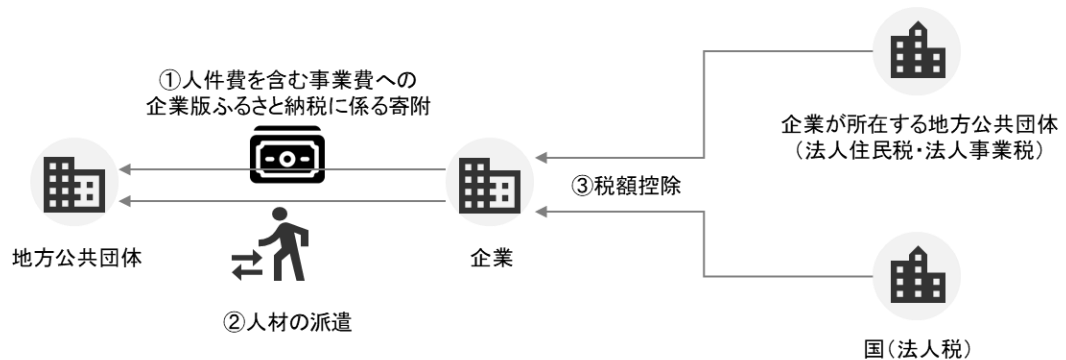 ①人件費を含む事業費への
企業版ふるさと納税に係る寄附
地方公共団体
②人材の派遣
企業
③税額控除
企業が所在する地方公共団体
（法人住民税・法人事業税）
国（法人税）